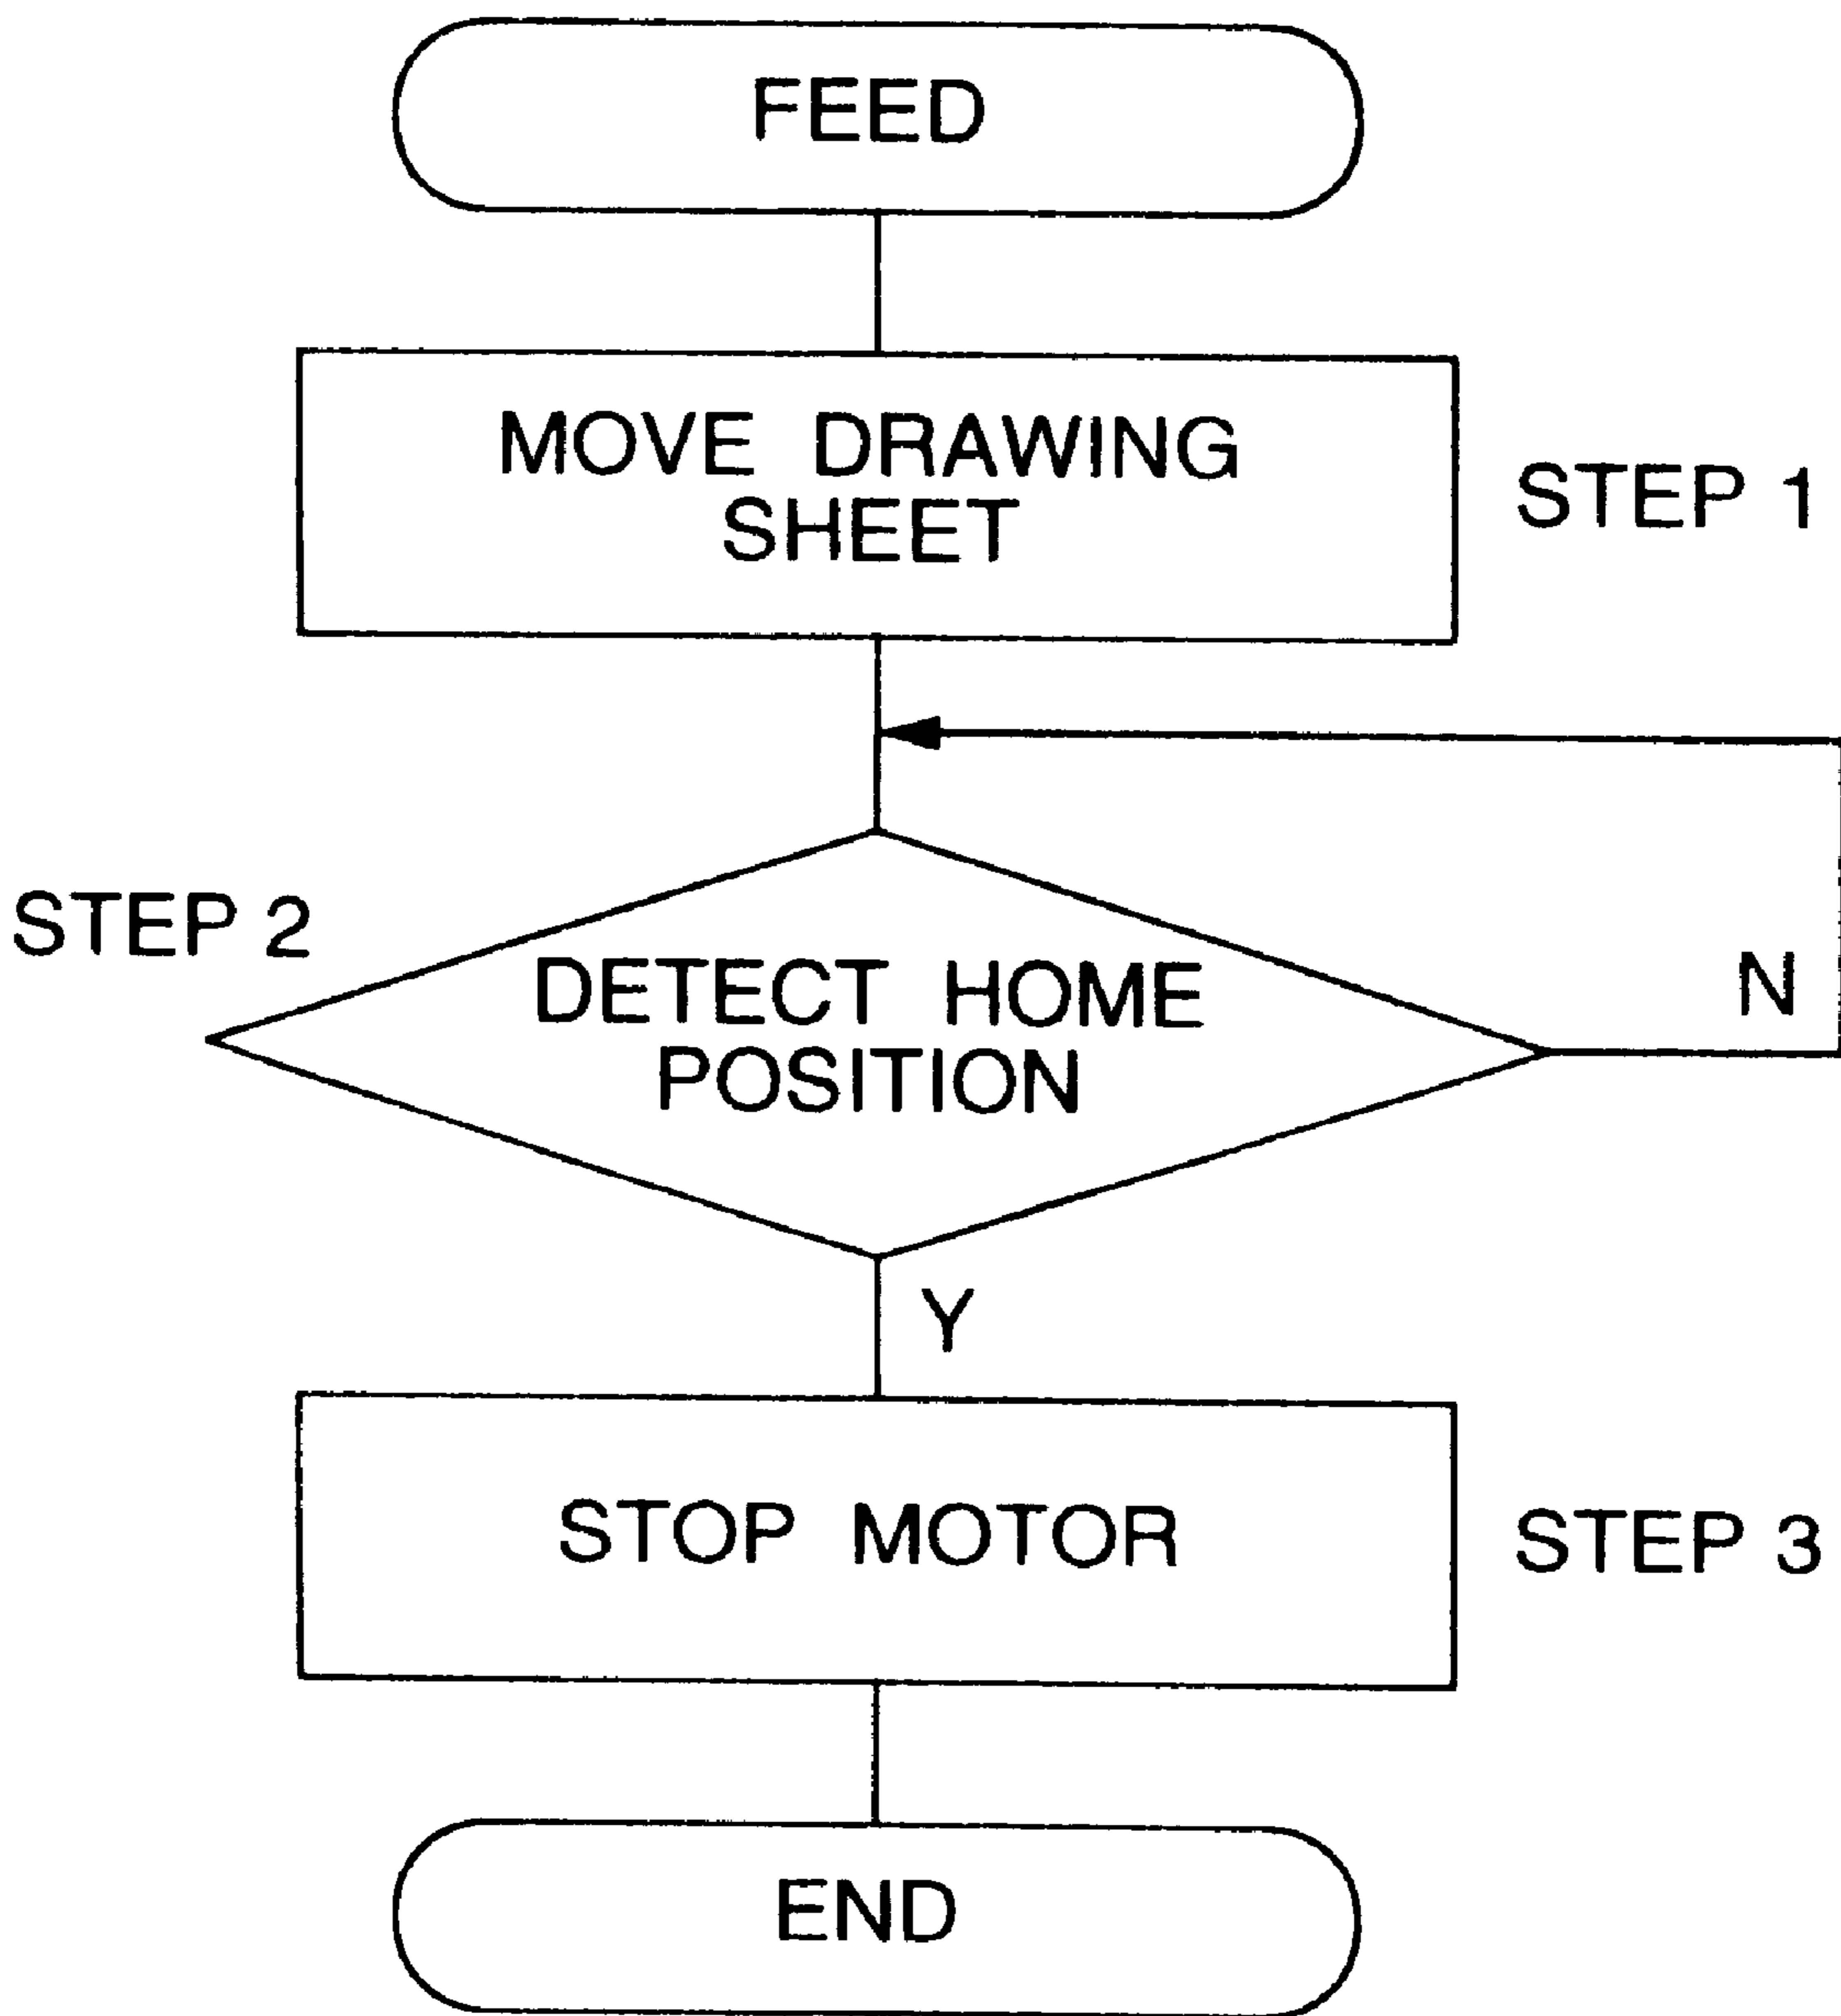 FEED
MOVE DRAWING
SHEET
STEP 1
STEP 2
DETECT HOME
POSITION
N
Y
STOP MOTOR
STEP 3
END